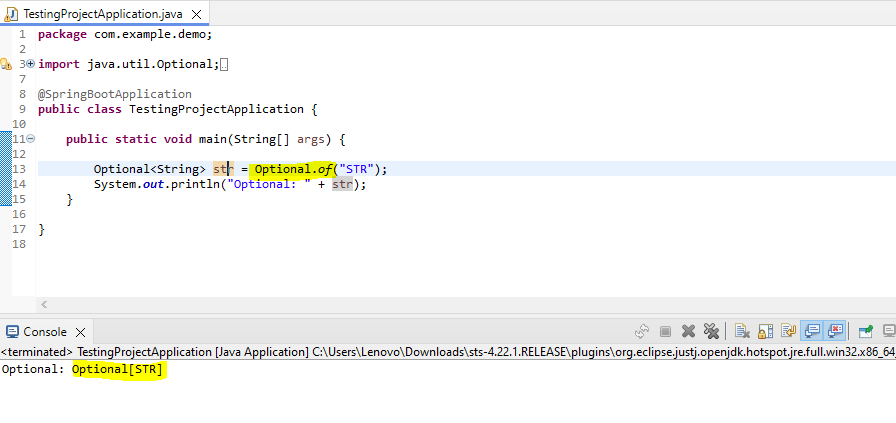 TestingProjectApplication.java
1 package com.example.demo;
2
3 import java.util.Optional;
7
8 @SpringBootApplication
9 public class TestingProjectApplication {
10
11 public static void main(String[] args) {
12
13 Optional<String> str = Optional.of("STR");
14 System.out.println("Optional: " + str);
15 }
16
17 }
18
Console
<terminated> TestingProjectApplication [Java Application] C:\Users\Lenovo\Downloads\sts-4.22.1.RELEASE\plugins\org.eclipse.justj.openjdk.hotspot.jre.full.win32.x86_64
Optional: Optional[STR]